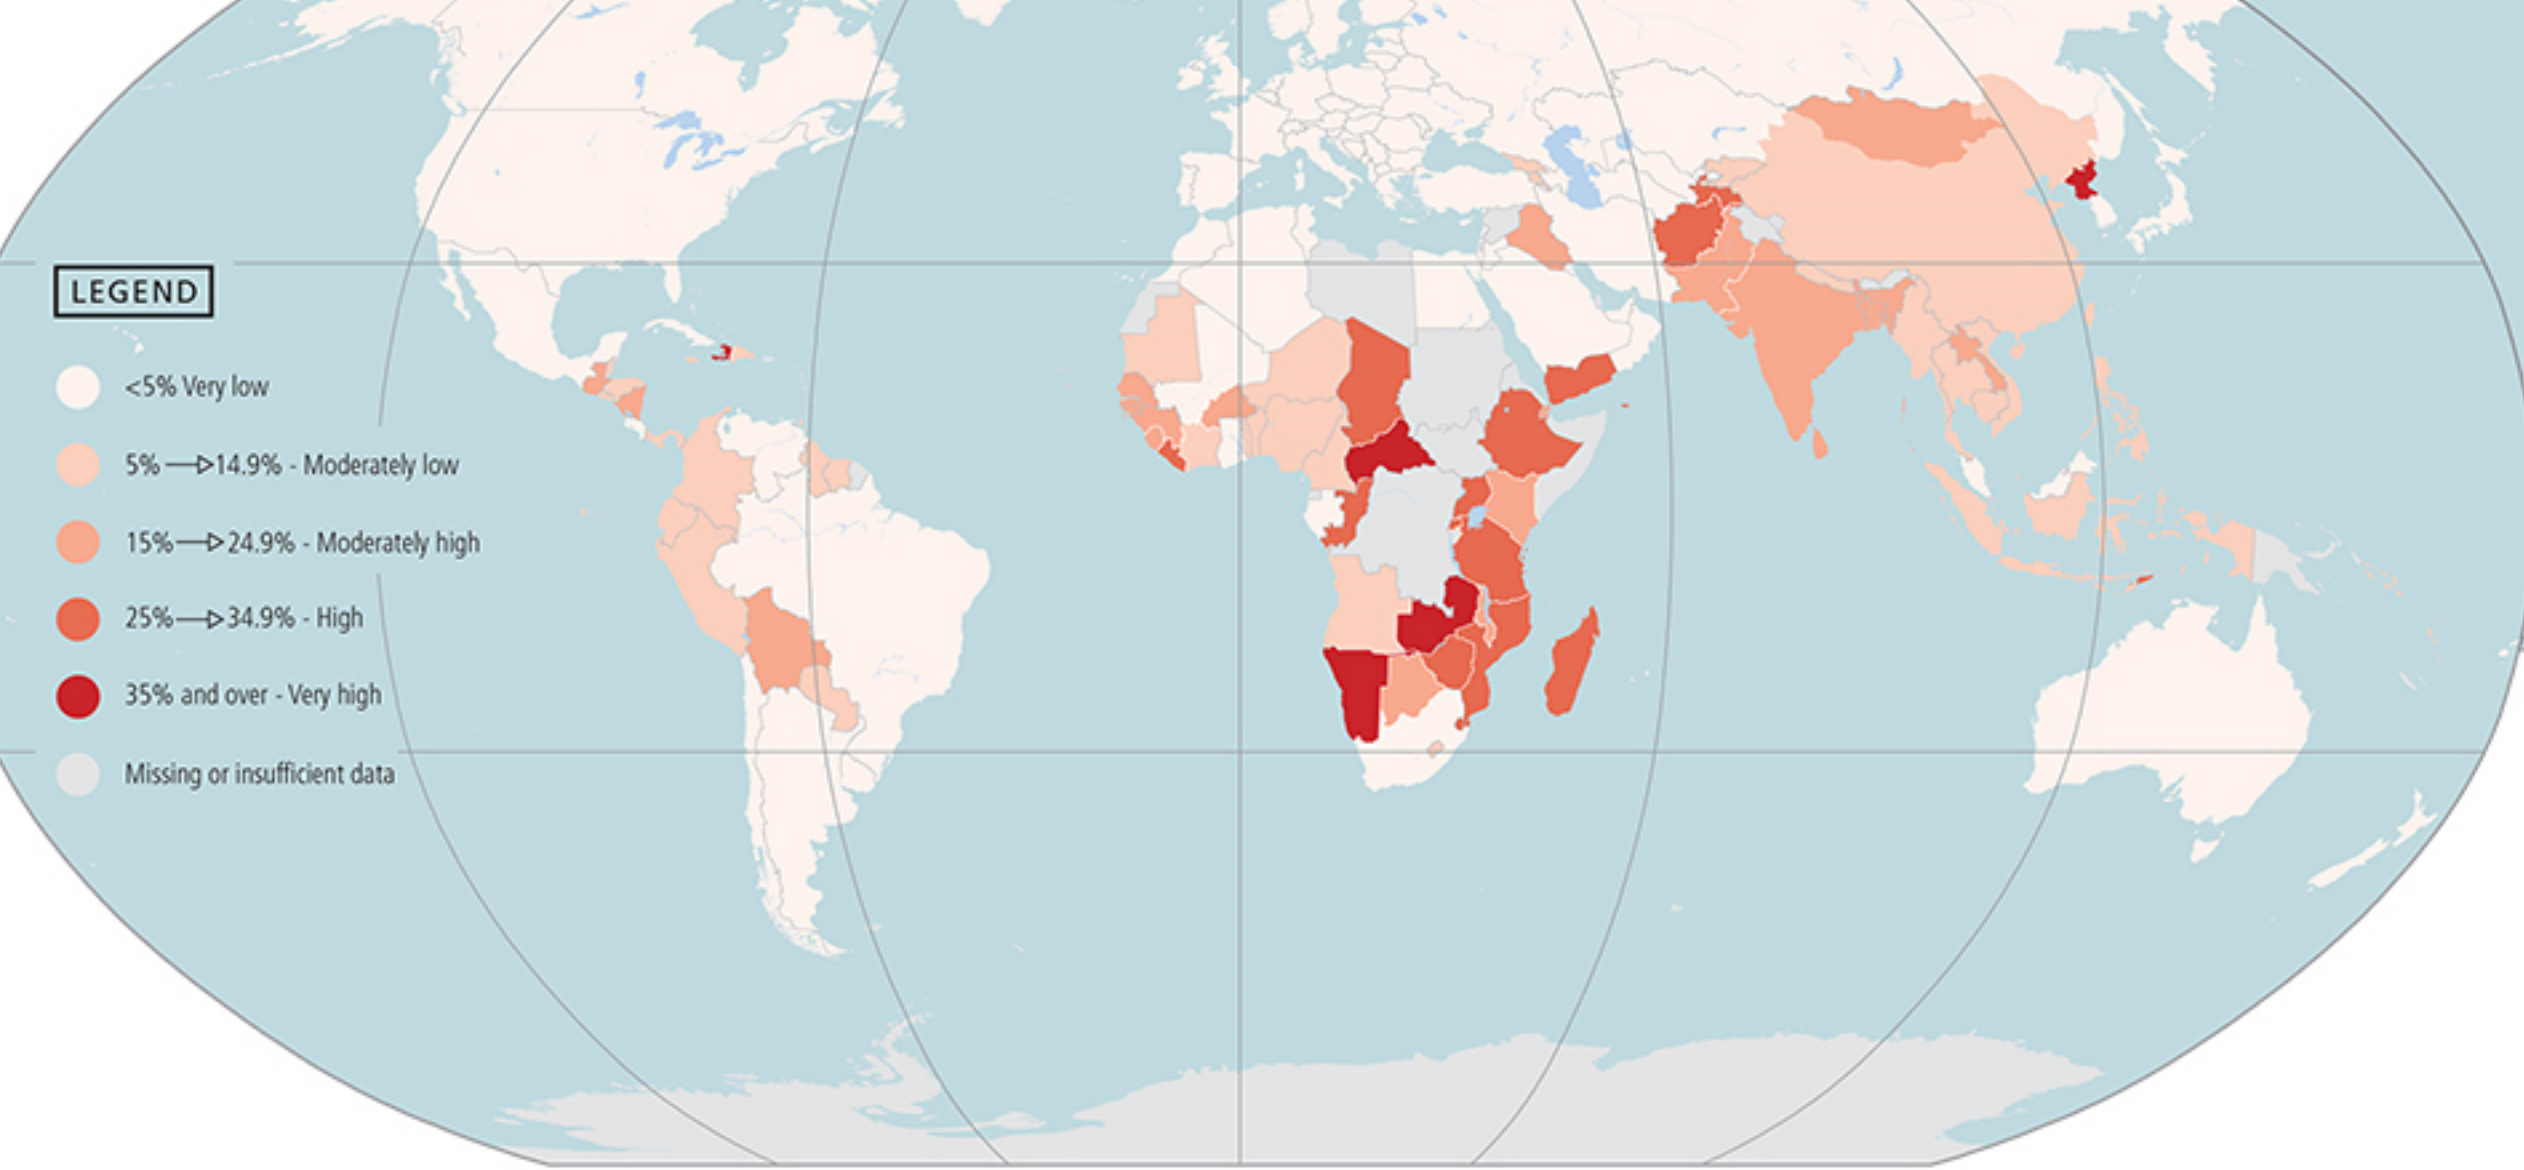 LEGEND
<5% Very low
5%—▷14.9% - Moderately low
15%—▷24.9% - Moderately high
25%—▷34.9% - High
35% and over - Very high
Missing or insufficient data